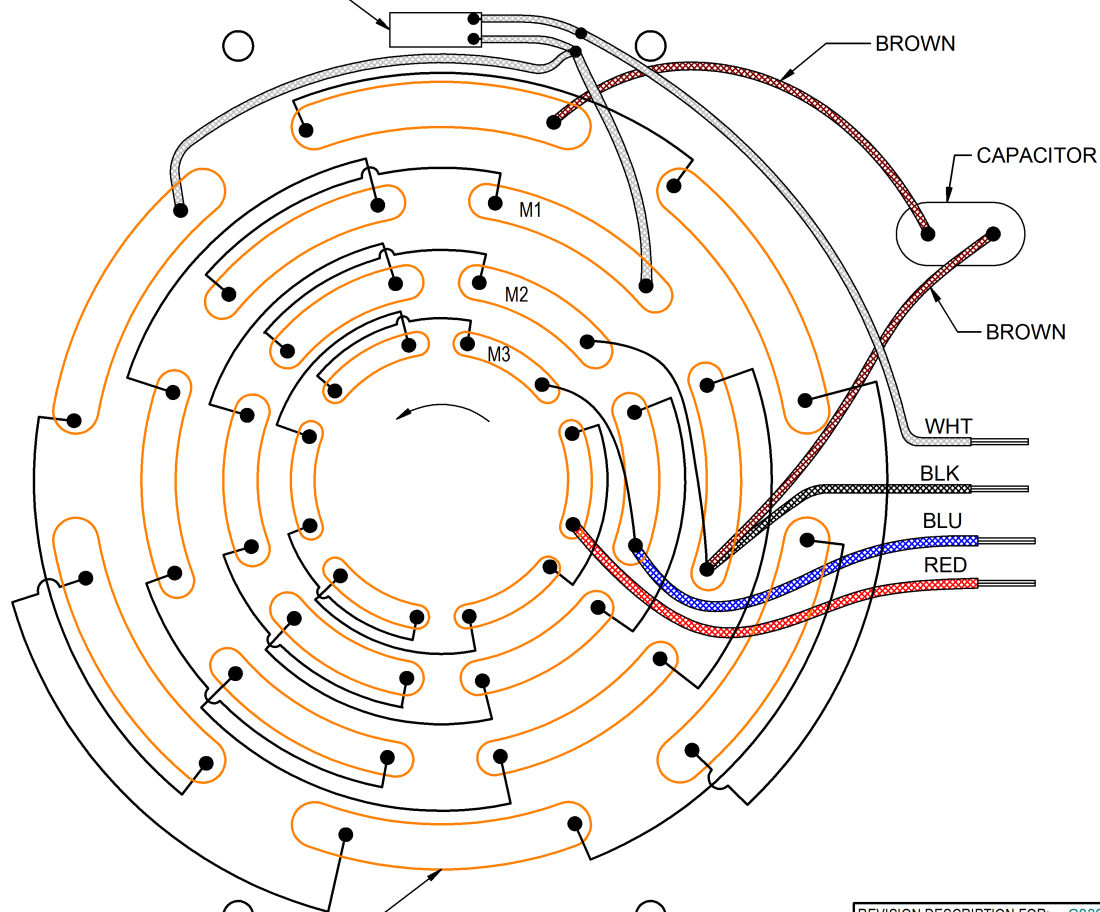 BROWN
CAPACITOR
M1
M2
BROWN
M3
WHT
BLK
BLU
RED
REVISION DESCRIPTION FOR: